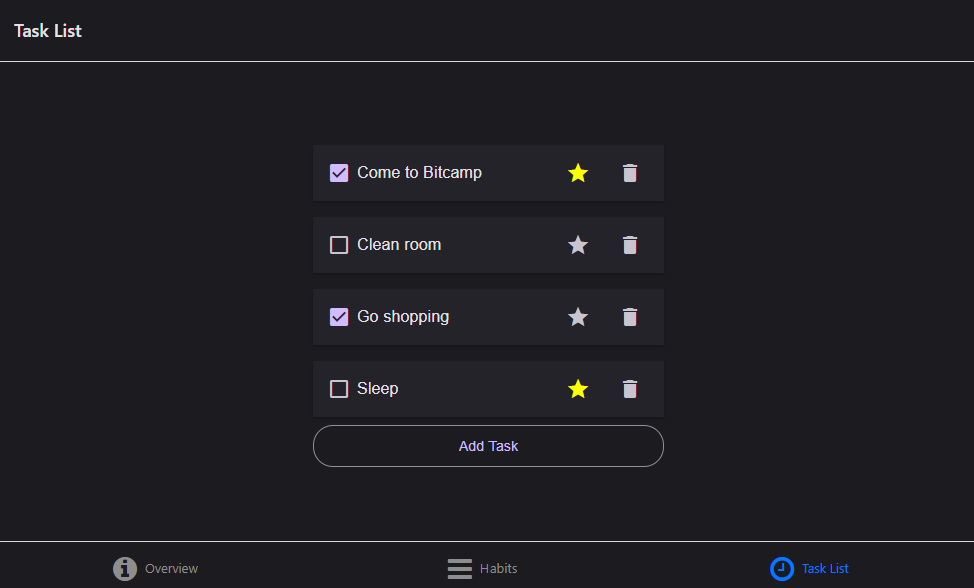 Task List
Come to Bitcamp
Clean room
Go shopping
Sleep
Add Task
Overview
Habits
Task List